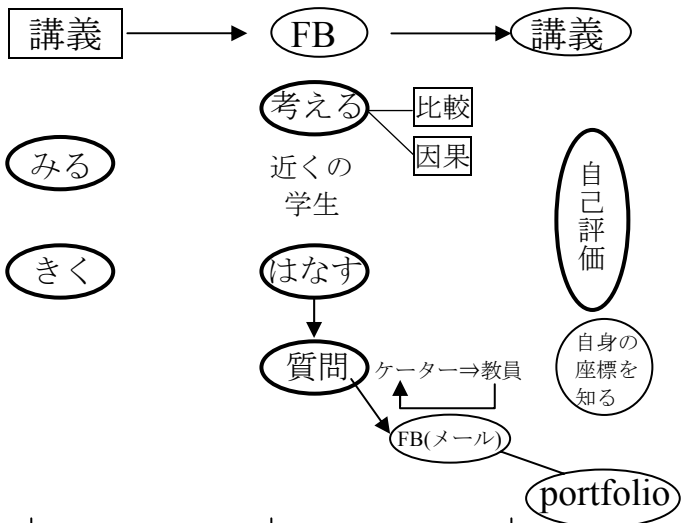 講義
FB
講義
考える
比較
因果
みる
近くの
学生
自己評価
きく
はなす
質問
ケーター⇒教員
自身の
座標を
知る
FB(メール)
portfolio